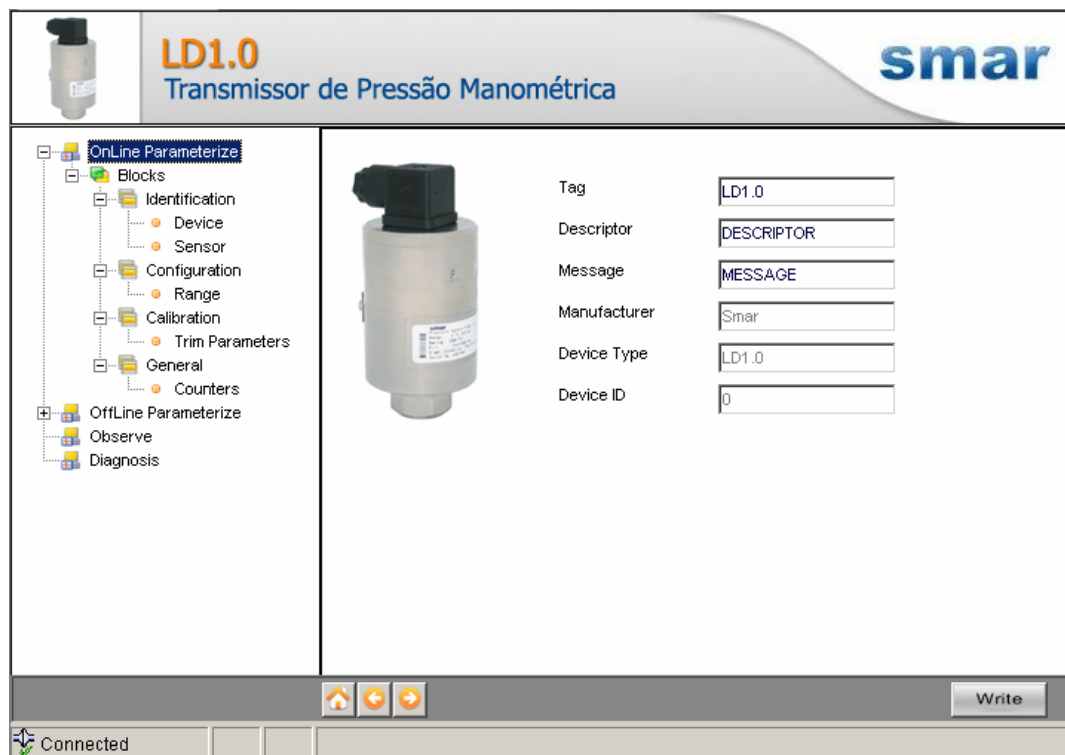 LD1.0
Transmissor de Pressão Manométrica
smar
OnLine Parameterize
Blocks
Identification
Device
Sensor
Configuration
Range
Calibration
Trim Parameters
General
Counters
OffLine Parameterize
Observe
Diagnosis
Tag LD1.0
Descriptor DESCRIPTOR
Message MESSAGE
Manufacturer Smar
Device Type LD1.0
Device ID 0
smar
Write
Connected